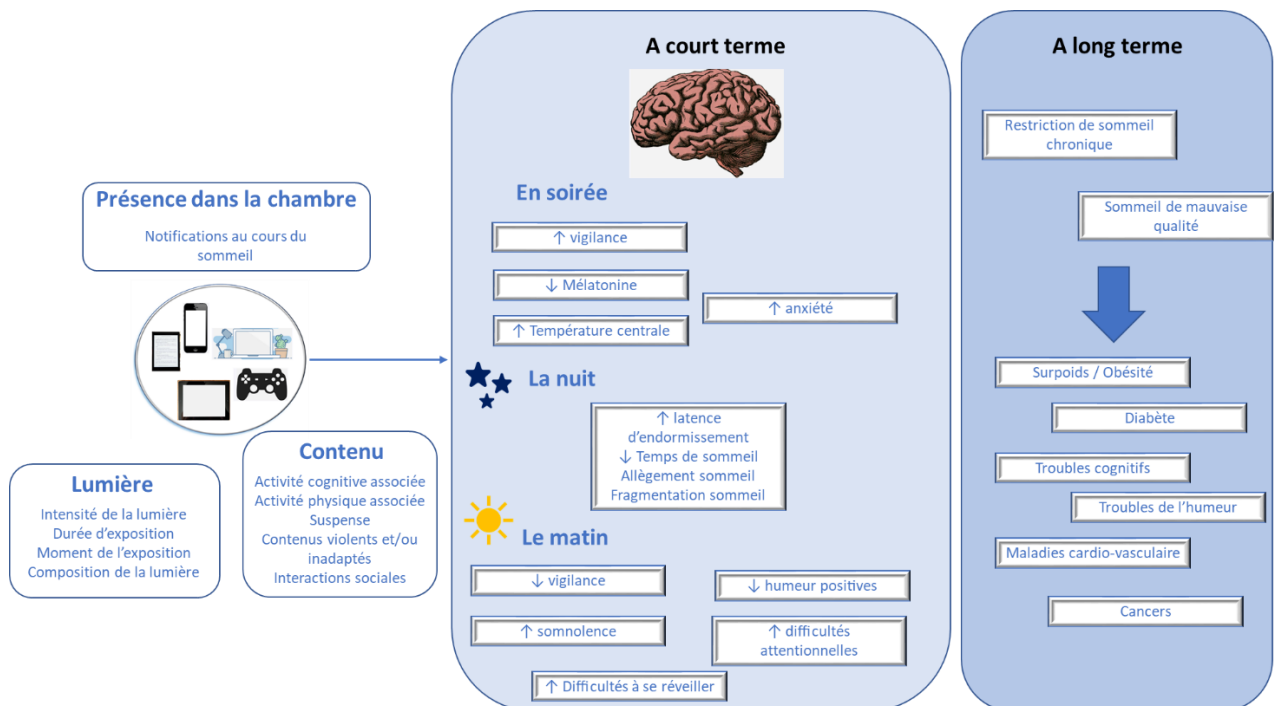 Présence dans la chambre
Notifications au cours du
sommeil
Lumière
Intensité de la lumière
Durée d'exposition
Moment de l'exposition
Composition de la lumière
Contenu
Activité cognitive associée
Activité physique associée
Suspense
Contenus violents et/ou
inadaptés
Interactions sociales
A court terme
En soirée
↑ vigilance
↓ Mélatonine
↑ anxiété
↑ Température centrale
La nuit
↑ latence
d'endormissement
↓ Temps de sommeil
Allègement sommeil
Fragmentation sommeil
Le matin
↓ vigilance
↓ humeur positives
↑ somnolence
↑ difficultés
attentionnelles
↑ Difficultés à se réveiller
A long terme
Restriction de sommeil
chronique
Sommeil de mauvaise
qualité
Surpoids / Obésité
Diabète
Troubles cognitifs
Troubles de l'humeur
Maladies cardio-vasculaire
Cancers